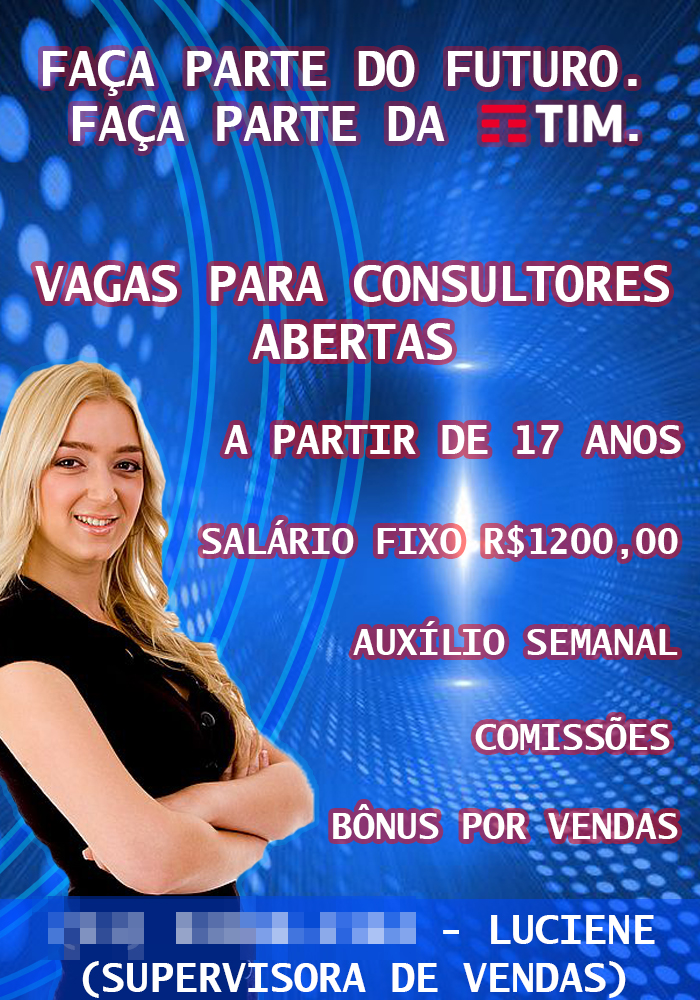 FAÇA PARTE DO FUTURO.
FAÇA PARTE DA TIM.
VAGAS PARA CONSULTORES
ABERTAS
A PARTIR DE 17 ANOS
SALÁRIO FIXO R$1200,00
AUXÍLIO SEMANAL
COMISSÕES
BÔNUS POR VENDAS
- LUCIENE
(SUPERVISORA DE VENDAS)